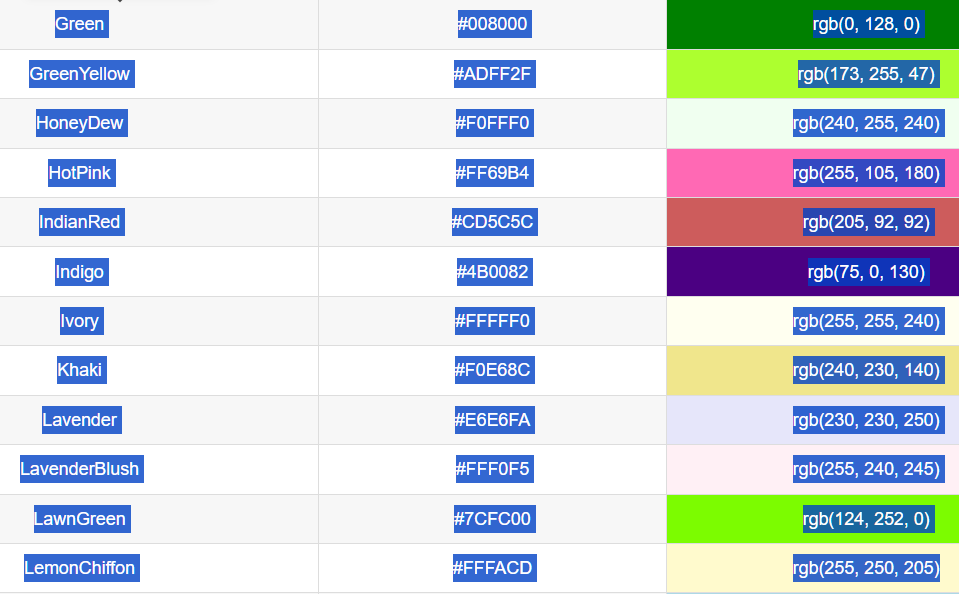 Green #008000 rgb(0, 128, 0)
GreenYellow #ADFF2F rgb(173, 255, 47)
HoneyDew #F0FFF0 rgb(240, 255, 240)
HotPink #FF69B4 rgb(255, 105, 180)
IndianRed #CD5C5C rgb(205, 92, 92)
Indigo #4B0082 rgb(75, 0, 130)
Ivory #FFFFF0 rgb(255, 255, 240)
Khaki #F0E68C rgb(240, 230, 140)
Lavender #E6E6FA rgb(230, 230, 250)
LavenderBlush #FFF0F5 rgb(255, 240, 245)
LawnGreen #7CFC00 rgb(124, 252, 0)
LemonChiffon #FFFACD rgb(255, 250, 205)